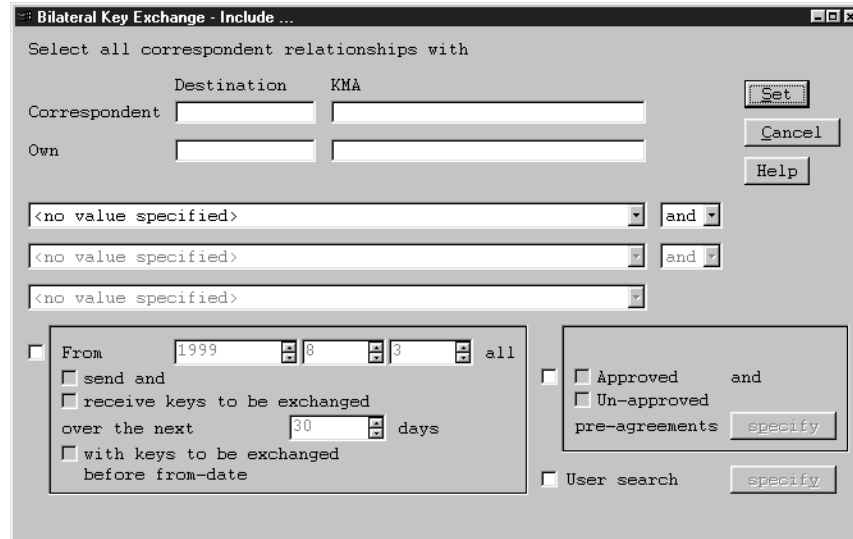 Bilateral Key Exchange - Include ...
Select all correspondent relationships with
Destination KMA
Correspondent
Set
Own
Cancel
Help
<no value specified> and
<no value specified> and
<no value specified>
From 1999 8 3 all
send and
receive keys to be exchanged
over the next 30 days
with keys to be exchanged
before from-date
Approved and
Un-approved
pre-agreements specify
User search specify